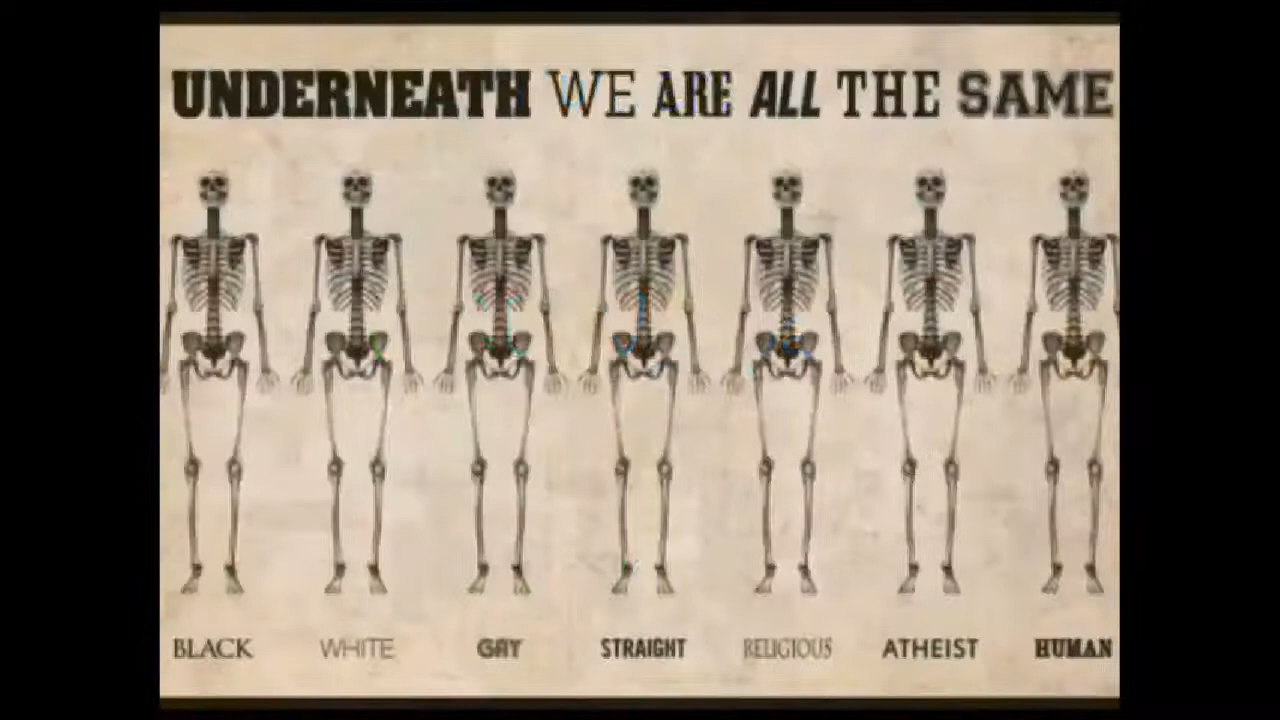 UNDERNEATH WE ARE ALL THE SAME
BLACK WHITE GAY STRAIGHT RELIGIOUS ATHEIST HUMAN